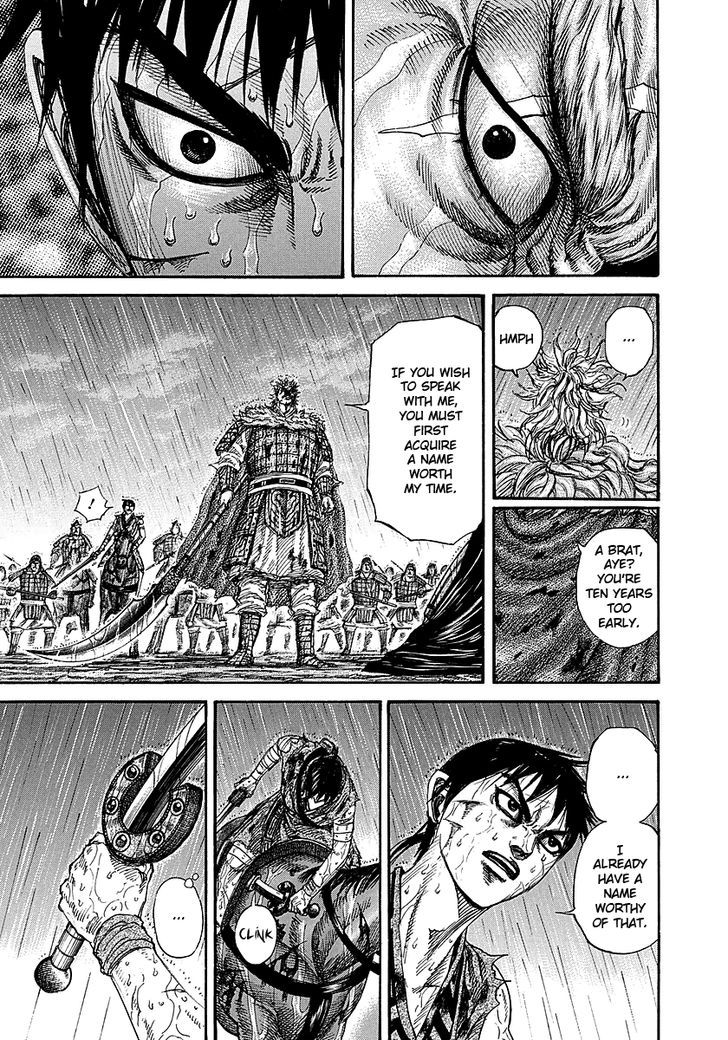 ...
HMPH
A BRAT,
AYE?
YOU'RE
TEN YEARS
TOO
EARLY.
IF YOU WISH
TO SPEAK
WITH ME,
YOU MUST
FIRST
ACQUIRE
A NAME
WORTH
MY TIME.
!
...
I
ALREADY
HAVE A
NAME
WORTHY
OF THAT.
CLINK
...